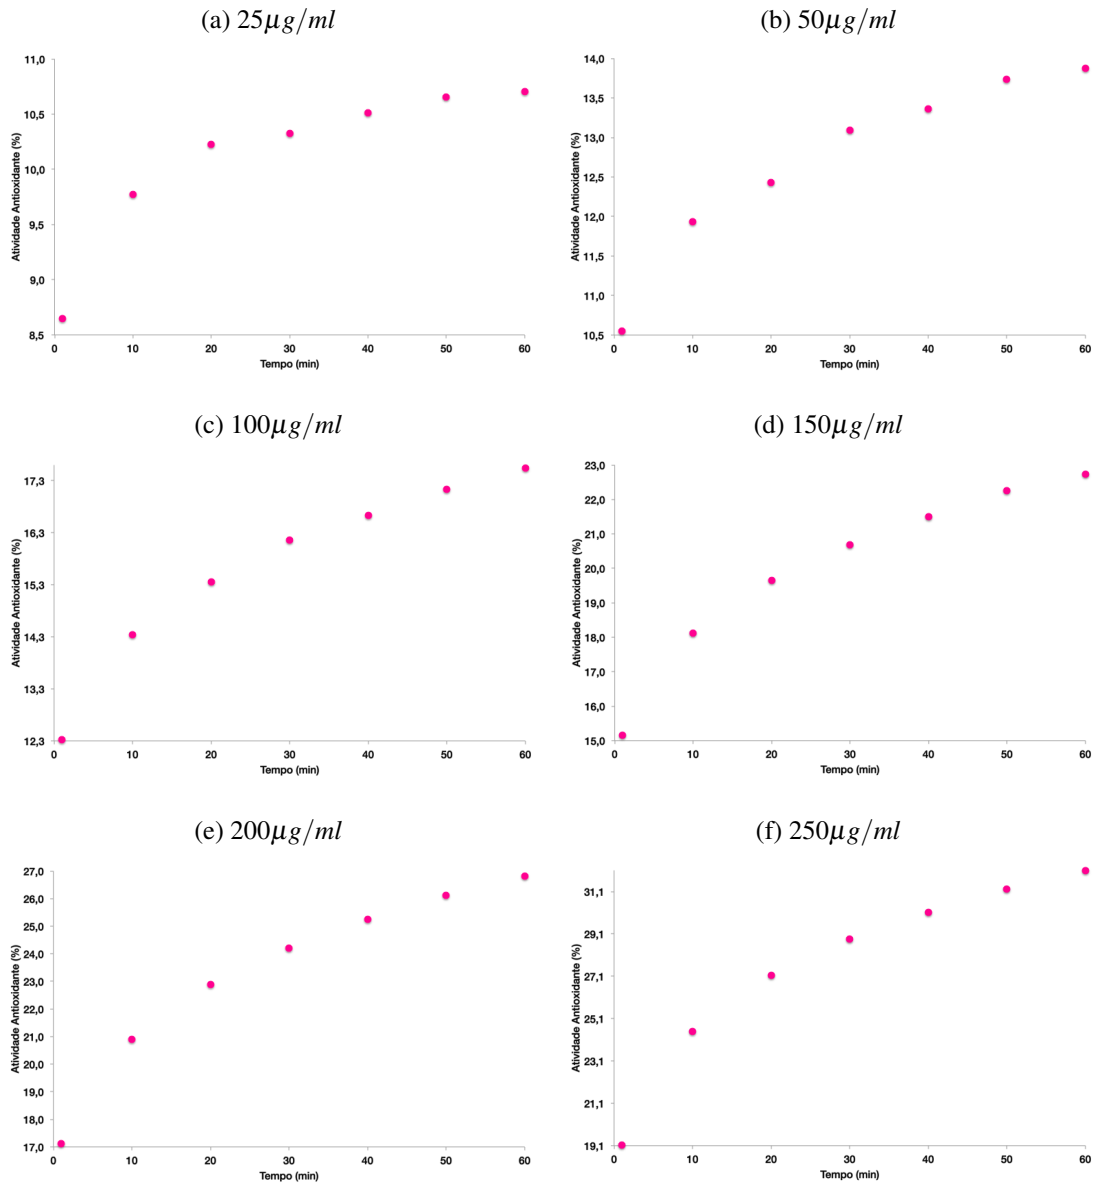 (a) 25μg/ml
11,0
10,5
10,0
9,5
9,0
8,5
Atividade Antioxidante (%)
0 10 20 30 40 50 60
Tempo (min)
(b) 50μg/ml
14,0
13,5
13,0
12,5
12,0
11,5
11,0
10,5
Atividade Antioxidante (%)
0 10 20 30 40 50 60
Tempo (min)
(c) 100μg/ml
17,3
16,3
15,3
14,3
13,3
12,3
Atividade Antioxidante (%)
0 10 20 30 40 50 60
Tempo (min)
(d) 150μg/ml
23,0
22,0
21,0
20,0
19,0
18,0
17,0
16,0
15,0
Atividade Antioxidante (%)
0 10 20 30 40 50 60
Tempo (min)
(e) 200μg/ml
27,0
26,0
25,0
24,0
23,0
22,0
21,0
20,0
19,0
18,0
17,0
Atividade Antioxidante (%)
0 10 20 30 40 50 60
Tempo (min)
(f) 250μg/ml
31,1
29,1
27,1
25,1
23,1
21,1
19,1
Atividade Antioxidante (%)
0 10 20 30 40 50 60
Tempo (min)